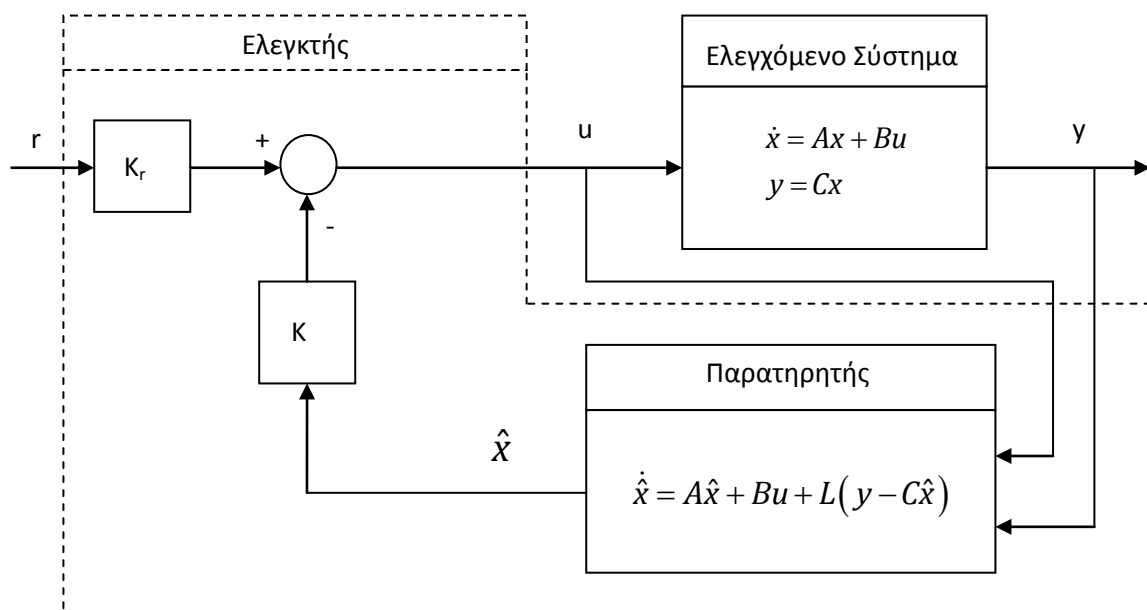 Ελεγκτής
Ελεγχόμενο Σύστημα
r
K_r
+
u
ẋ = Ax + Bu
y = Cx
y
-
K
Παρατηρητής
x̂
x̂̇ = Ax̂ + Bu + L(y − Cx̂)